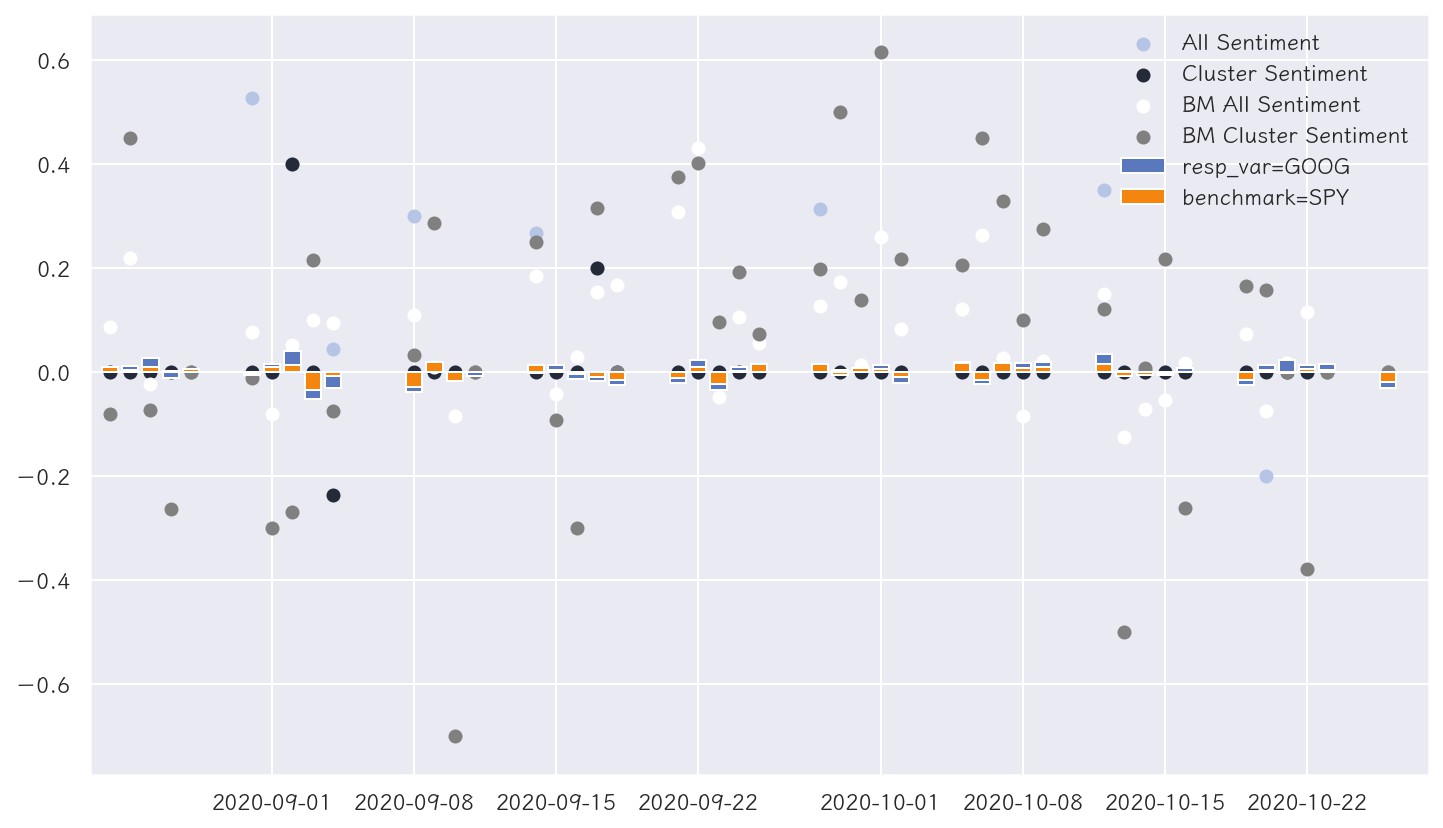 0.6
0.4
0.2
0.0
−0.2
−0.4
−0.6
All Sentiment
Cluster Sentiment
BM All Sentiment
BM Cluster Sentiment
resp_var=GOOG
benchmark=SPY
2020-09-01 2020-09-08 2020-09-15 2020-09-22 2020-10-01 2020-10-08 2020-10-15 2020-10-22